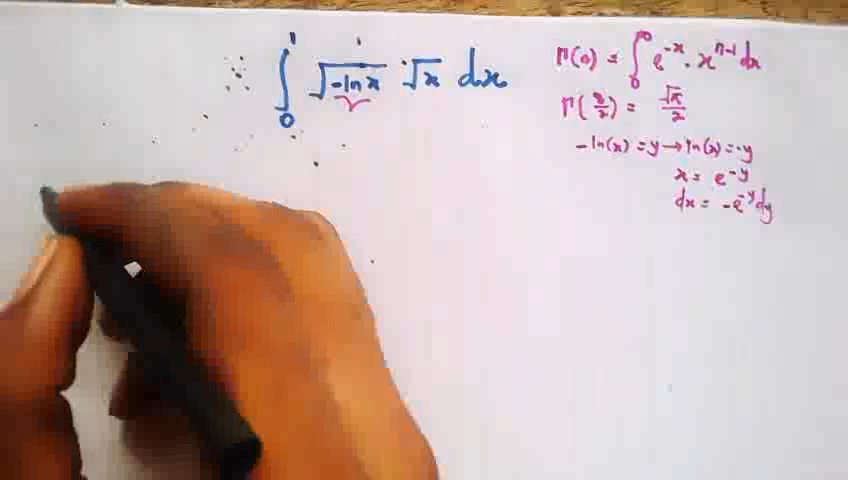 ∫₀¹ √(-ln x) · √x dx
Γ(n) = ∫₀^∞ e^(-x) . x^(n-1) dx
Γ(3/2) = √π/2
-ln(x) = y → ln(x) = -y
x = e^(-y)
dx = -e^(-y) dy